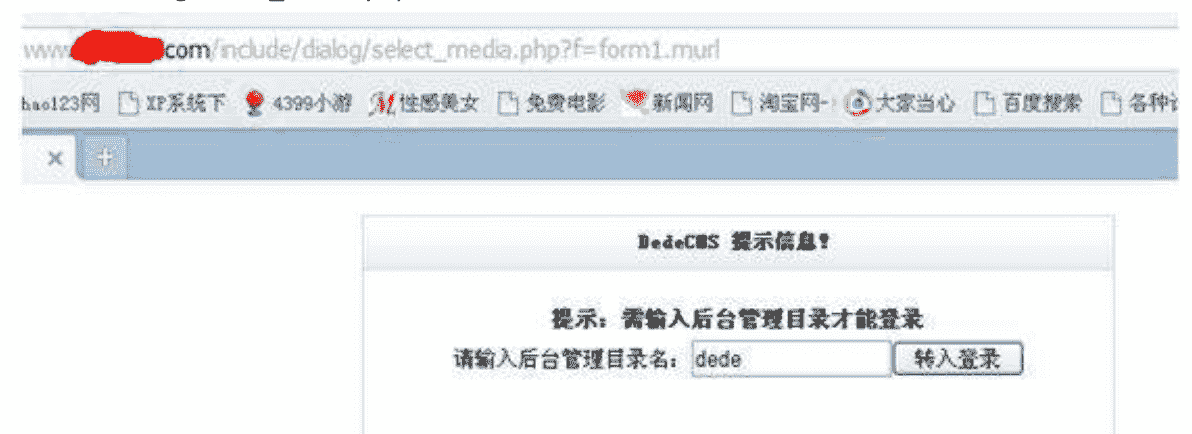 www.com/include/dialog/select_media.php?f=form1.murl
hao123网 XP系统下 4399小游 性感美女 免费电影 新闻网 淘宝网- 大家当心 百度搜索 各种
DedeCMS 提示信息!
提示：需输入后台管理目录才能登录
请输入后台管理目录名： dede 转入登录